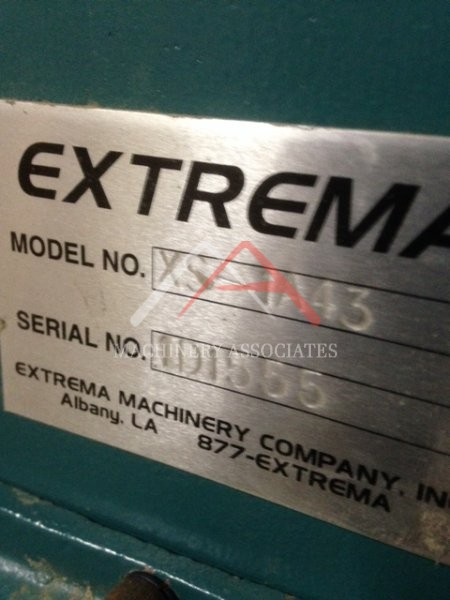 EXTREMA
MODEL NO.
SERIAL NO.
MACHINERY ASSOCIATES
EXTREMA MACHINERY COMPANY, INC
Albany, LA 877-EXTREMA